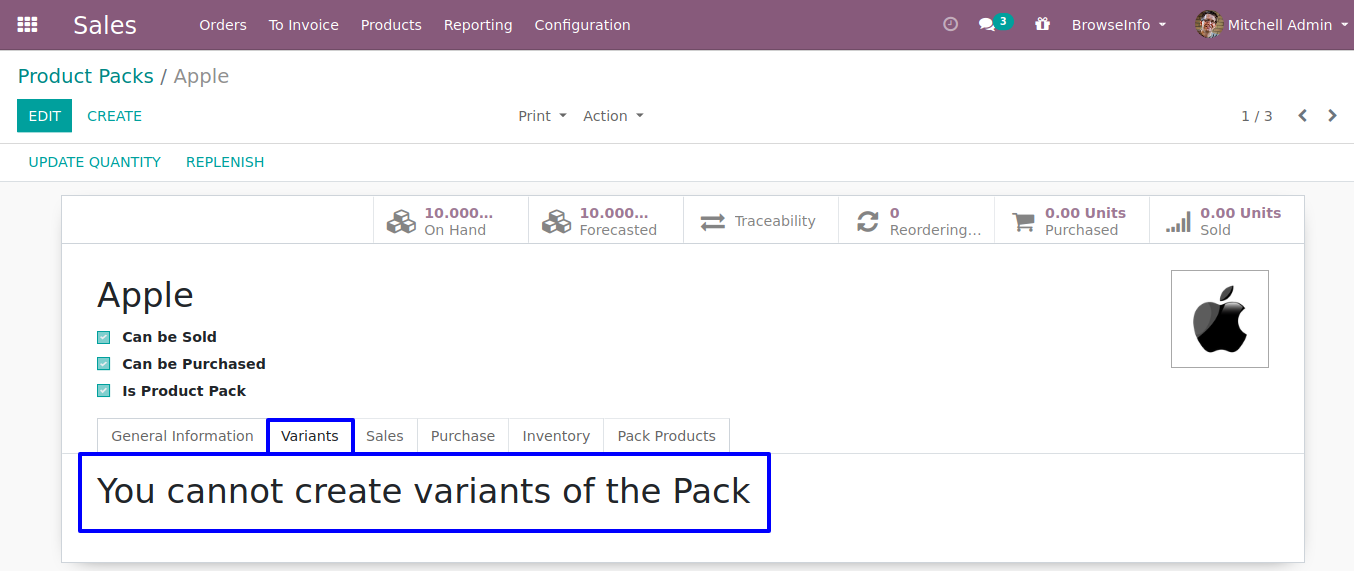 Sales Orders To Invoice Products Reporting Configuration 3 BrowseInfo Mitchell Admin
Product Packs / Apple
EDIT CREATE Print Action 1 / 3
UPDATE QUANTITY REPLENISH
10.000… 10.000… Traceability 0 0.00 Units 0.00 Units
On Hand Forecasted Reordering… Purchased Sold
Apple
Can be Sold
Can be Purchased
Is Product Pack
General Information Variants Sales Purchase Inventory Pack Products
You cannot create variants of the Pack